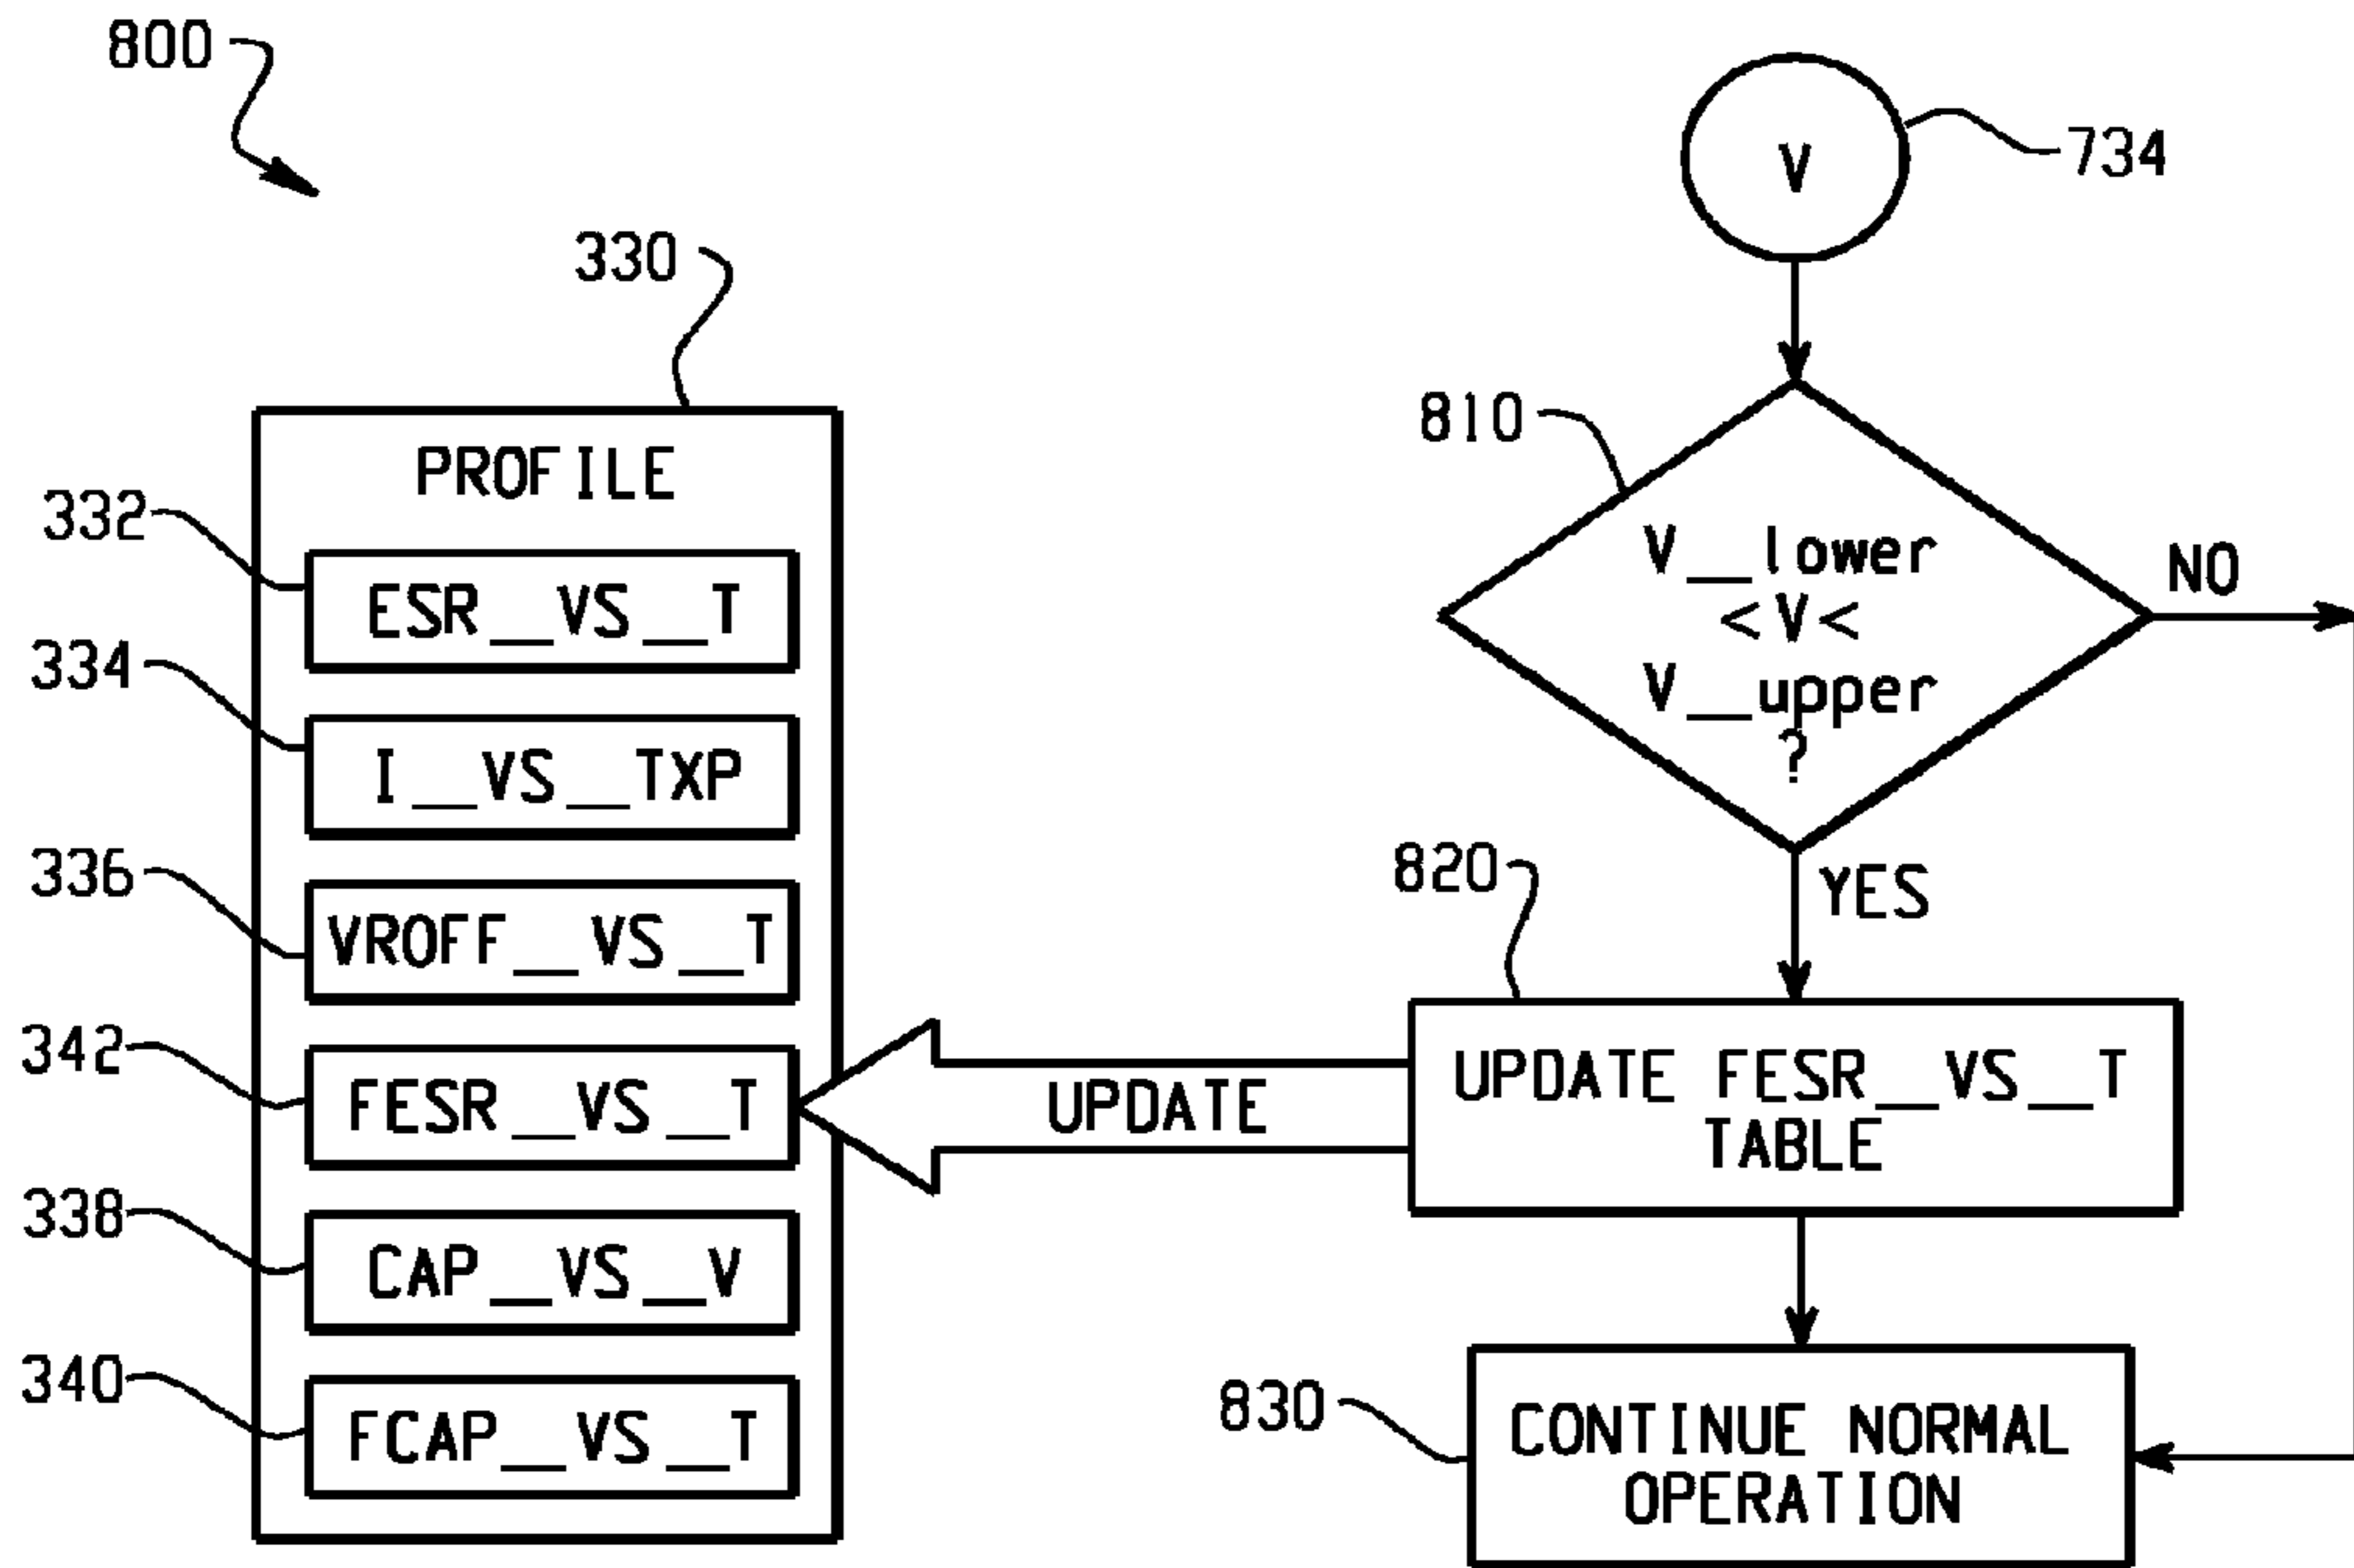 800
330
PROFILE
332
ESR__VS__T
334
I__VS__TXP
336
VROFF__VS__T
342
FESR__VS__T
338
CAP__VS__V
340
FCAP__VS__T
UPDATE
V
734
810
V__lower
<V<
V__upper
?
NO
YES
820
UPDATE FESR__VS__T
TABLE
830
CONTINUE NORMAL
OPERATION